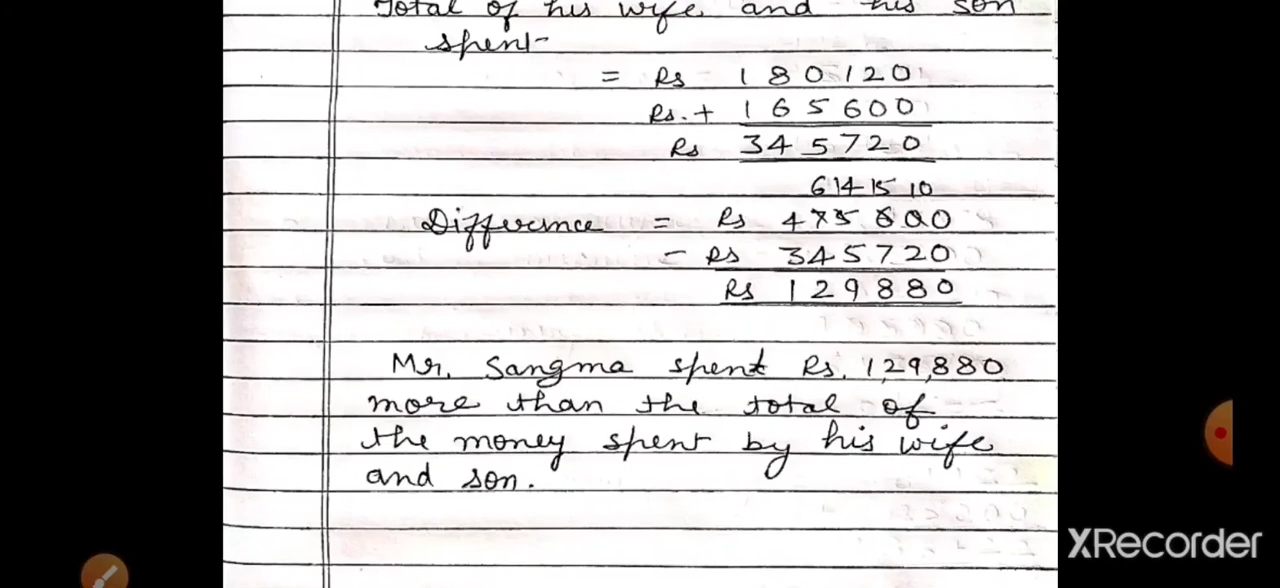 Total of his wife and his son
spent-
= Rs 180120
Rs. + 165600
Rs 345720
6 14 15 10
Difference = Rs 475600
- Rs 345720
Rs 129880
Mr. Sangma spent Rs. 1,29,880
more than the total of
the money spent by his wife
and son.
XRecorder